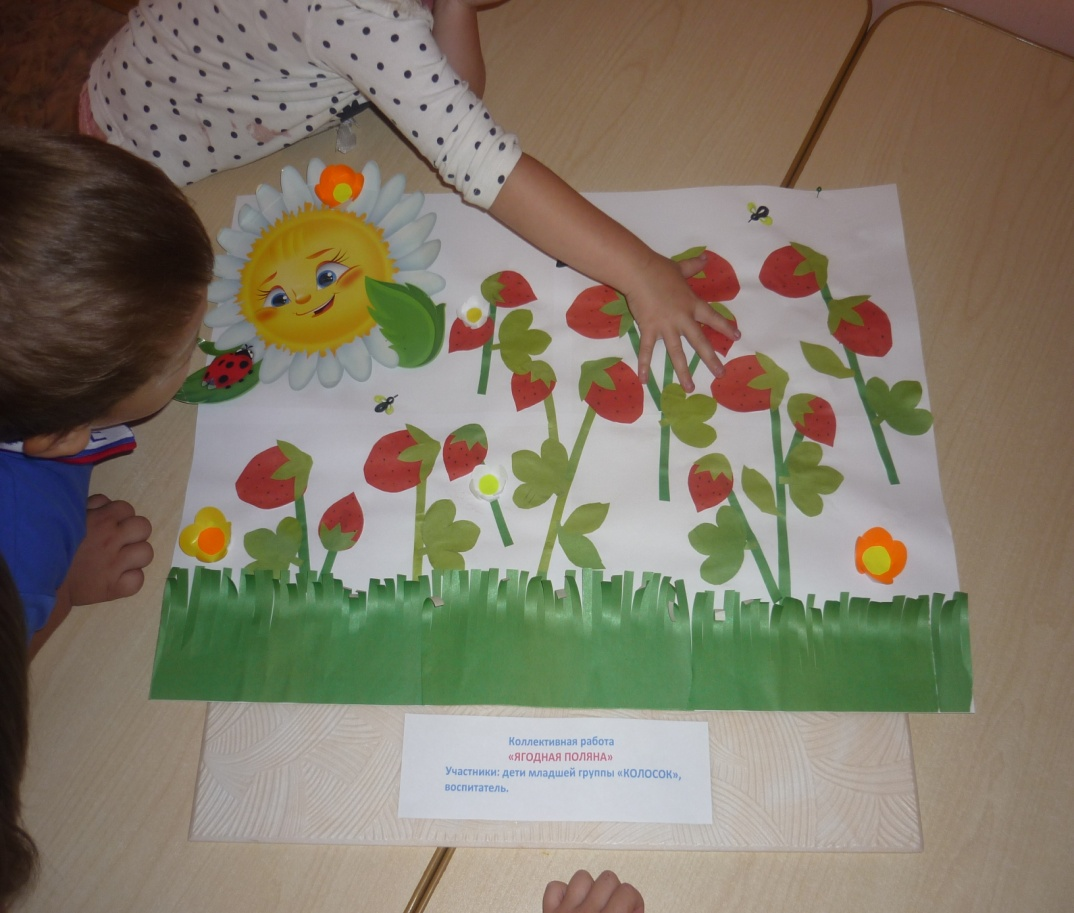 Коллективная работа
«ЯГОДНАЯ ПОЛЯНА»
Участники: дети младшей группы «КОЛОСОК»,
воспитатель.